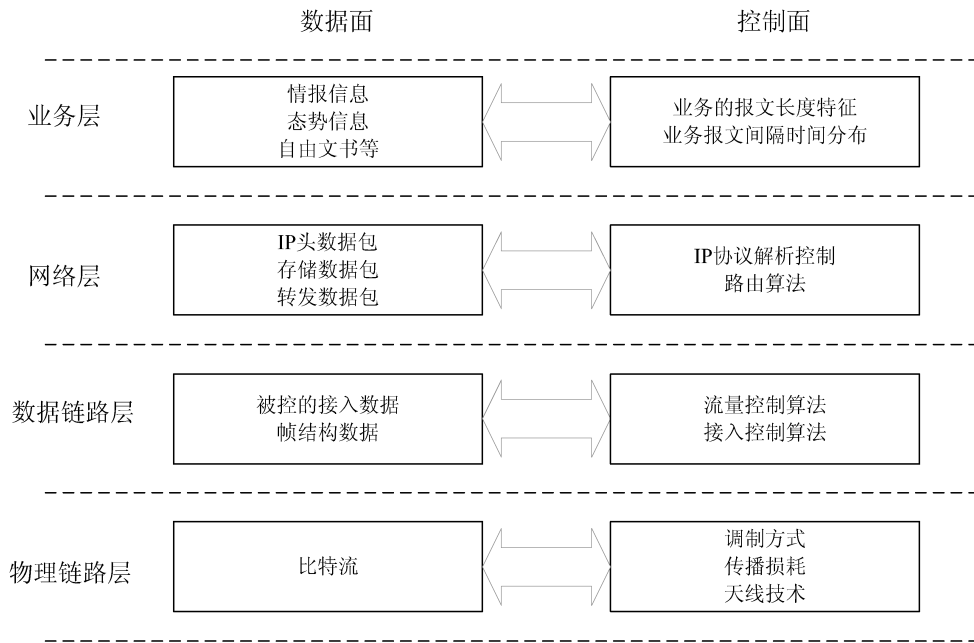 数据面
控制面
业务层
情报信息
态势信息
自由文书等
业务的报文长度特征
业务报文间隔时间分布
网络层
IP头数据包
存储数据包
转发数据包
IP协议解析控制
路由算法
数据链路层
被控的接入数据
帧结构数据
流量控制算法
接入控制算法
物理链路层
比特流
调制方式
传播损耗
天线技术